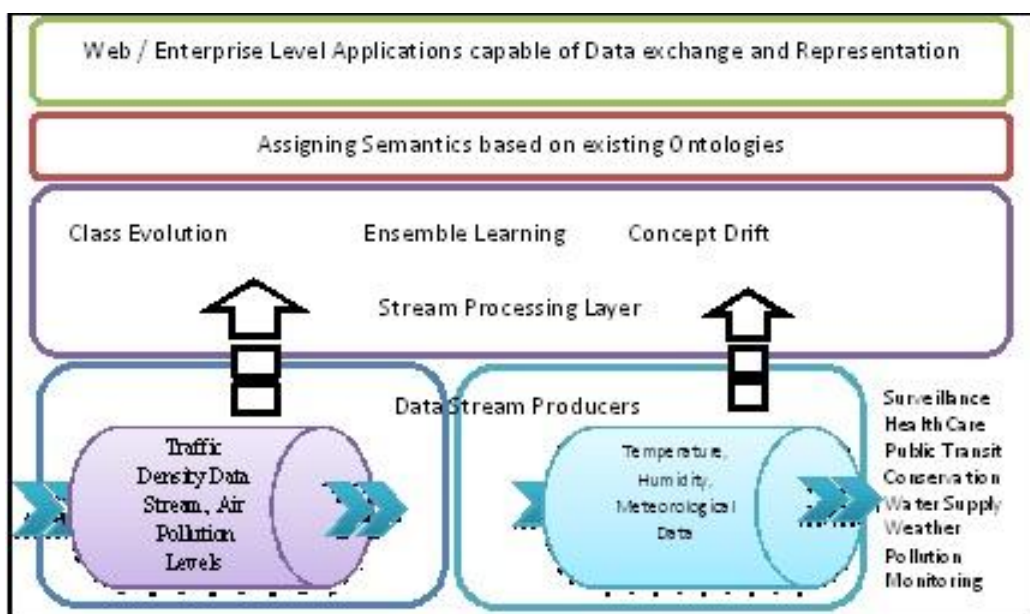 Web / Enterprise Level Applications capable of Data exchange and Representation
Assigning Semantics based on existing Ontologies
Class Evolution
Ensemble Learning
Concept Drift
Stream Processing Layer
Data Stream Producers
Traffic
Density Data
Stream, Air
Pollution
Levels
Temperature,
Humidity,
Meteorological
Data
Surveillance
Health Care
Public Transit
Conservation
Water Supply
Weather
Pollution
Monitoring